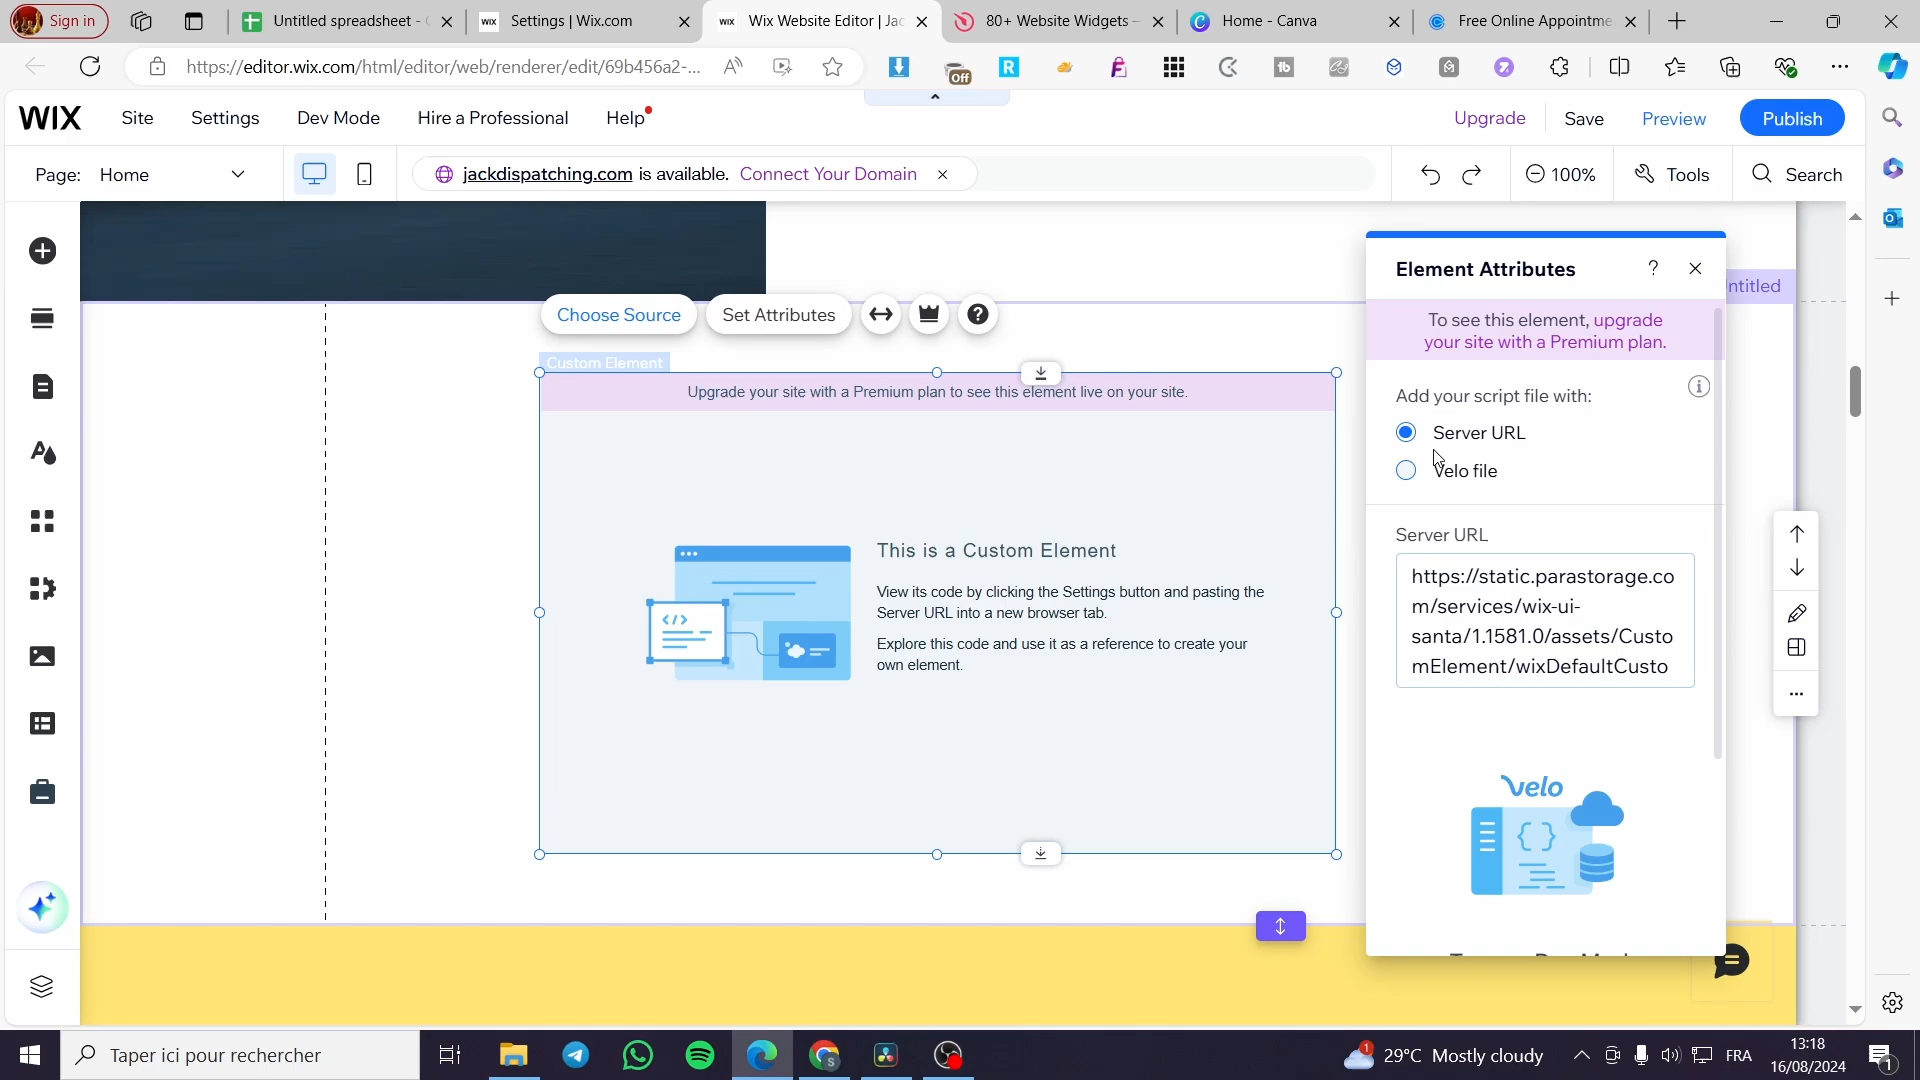 Sign in
Untitled spreadsheet -
WIX
Settings | Wix.com
WIX
Wix Website Editor | Jac
80+ Website Widgets –
Home - Canva
Free Online Appointme
https://editor.wix.com/html/editor/web/renderer/edit/69b456a2-...
Off
WIX
Site
Settings
Dev Mode
Hire a Professional
Help
Upgrade
Save
Preview
Publish
Page: Home
jackdispatching.com is available. Connect Your Domain
100%
Tools
Search
ntitled
Choose Source
Set Attributes
Custom Element
Upgrade your site with a Premium plan to see this element live on your site.
This is a Custom Element
View its code by clicking the Settings button and pasting the
Server URL into a new browser tab.
Explore this code and use it as a reference to create your
own element.
Element Attributes
?
To see this element, upgrade
your site with a Premium plan.
Add your script file with:
Server URL
Velo file
Server URL
https://static.parastorage.co
m/services/wix-ui-
santa/1.1581.0/assets/Custo
mElement/wixDefaultCusto
velo
Taper ici pour rechercher
1
29°C Mostly cloudy
FRA
13:18
16/08/2024
1